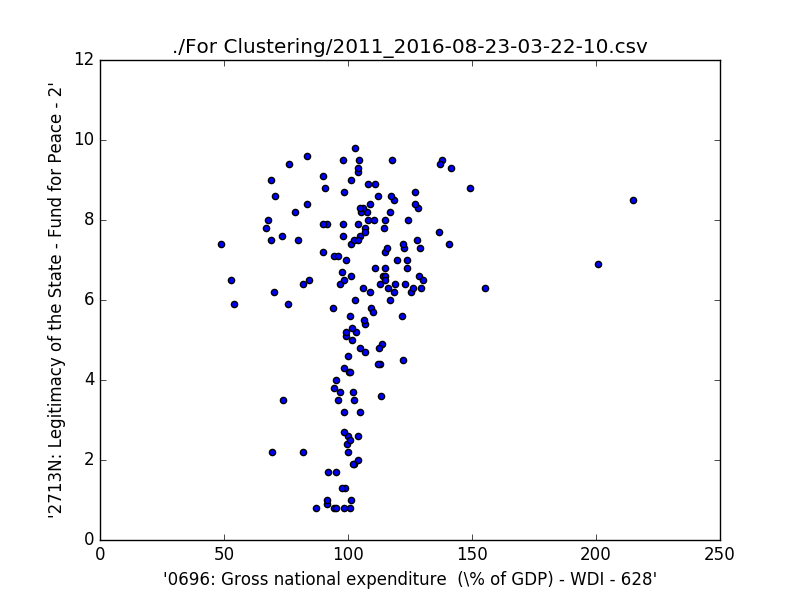 ./For Clustering/2011_2016-08-23-03-22-10.csv
12
10
8
6
4
2
0
'2713N: Legitimacy of the State - Fund for Peace - 2'
0 50 100 150 200 250
'0696: Gross national expenditure  (\% of GDP) - WDI - 628'